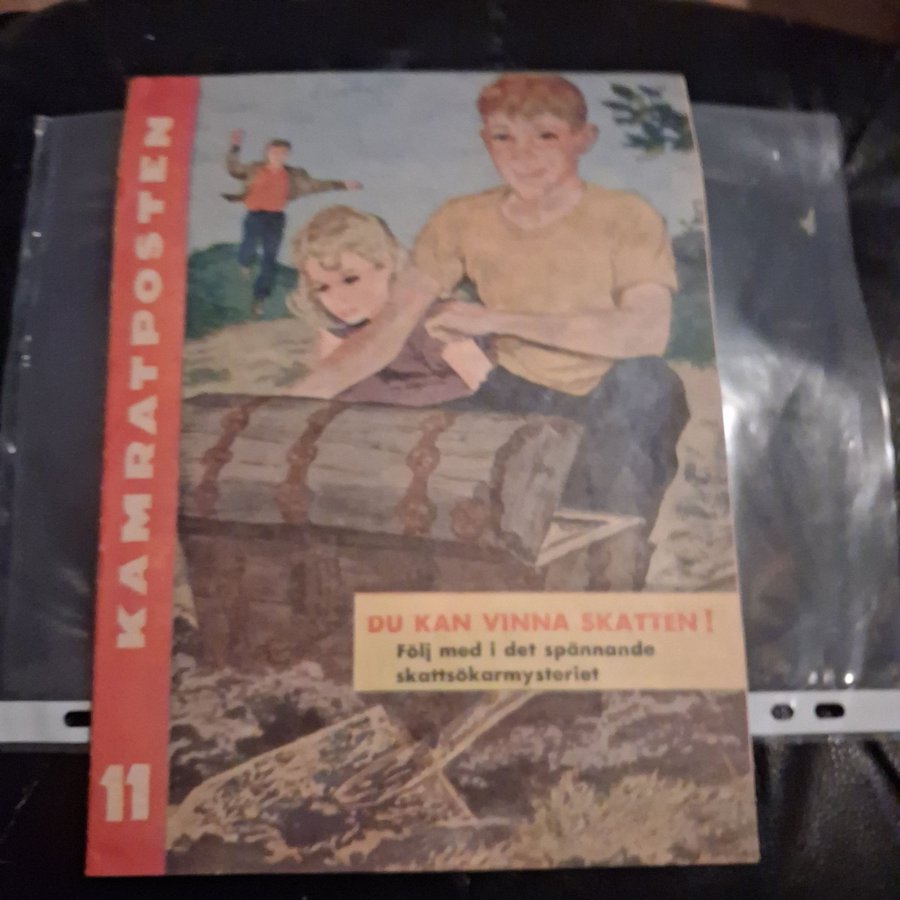 KAMRATPOSTEN
11
DU KAN VINNA SKATTEN!
Följ med i det spännande
skattsökarmysteriet